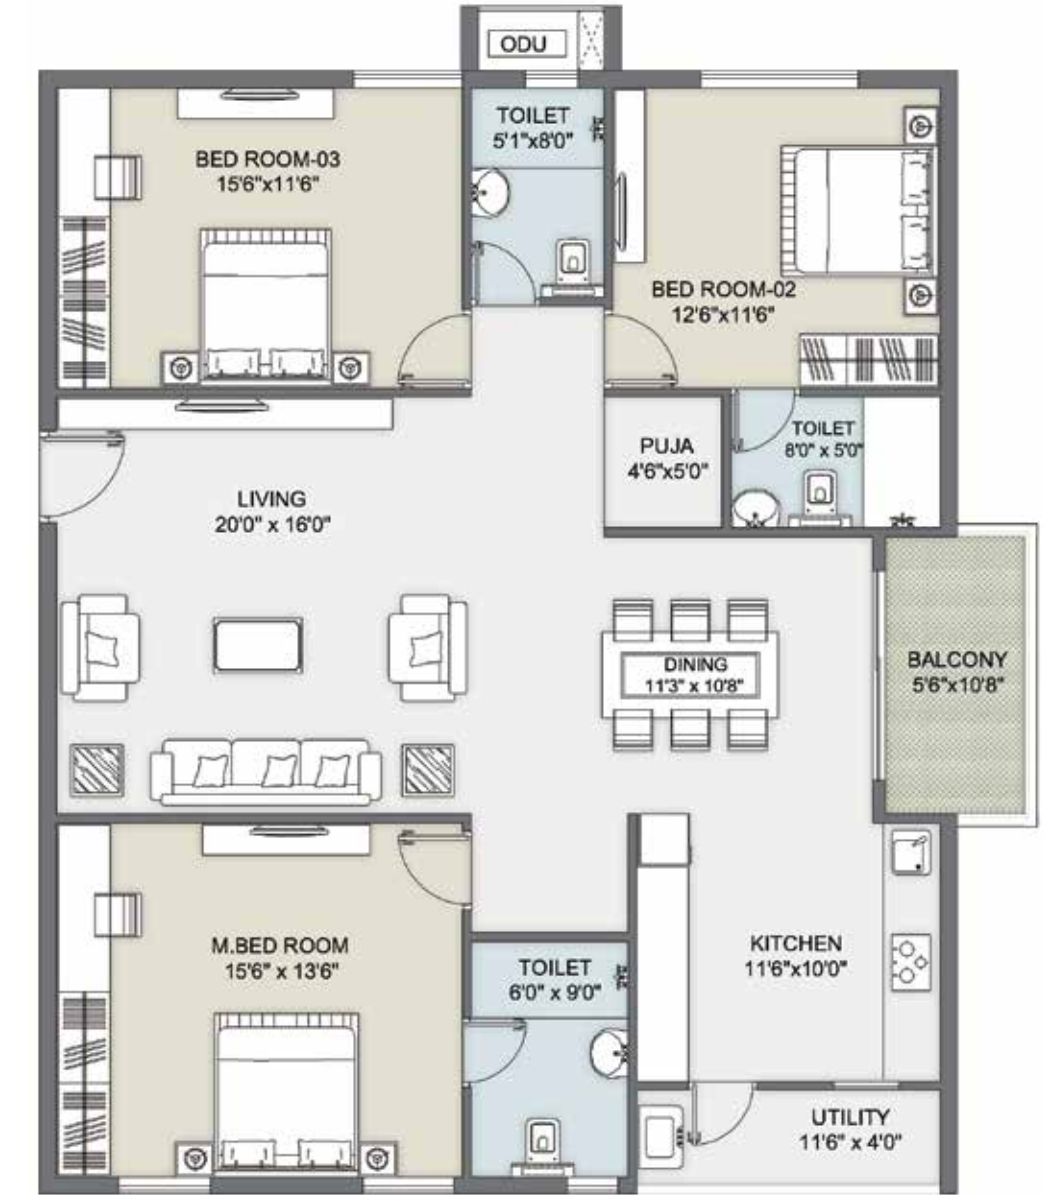 ODU
TOILET
5'1"x8'0"
BED ROOM-03
15'6"x11'6"
BED ROOM-02
12'6"x11'6"
TOILET
8'0" x 5'0"
PUJA
4'6"x5'0"
LIVING
20'0" x 16'0"
DINING
11'3" x 10'8"
BALCONY
5'6"x10'8"
M.BED ROOM
15'6" x 13'6"
TOILET
6'0" x 9'0"
KITCHEN
11'6"x10'0"
UTILITY
11'6" x 4'0"